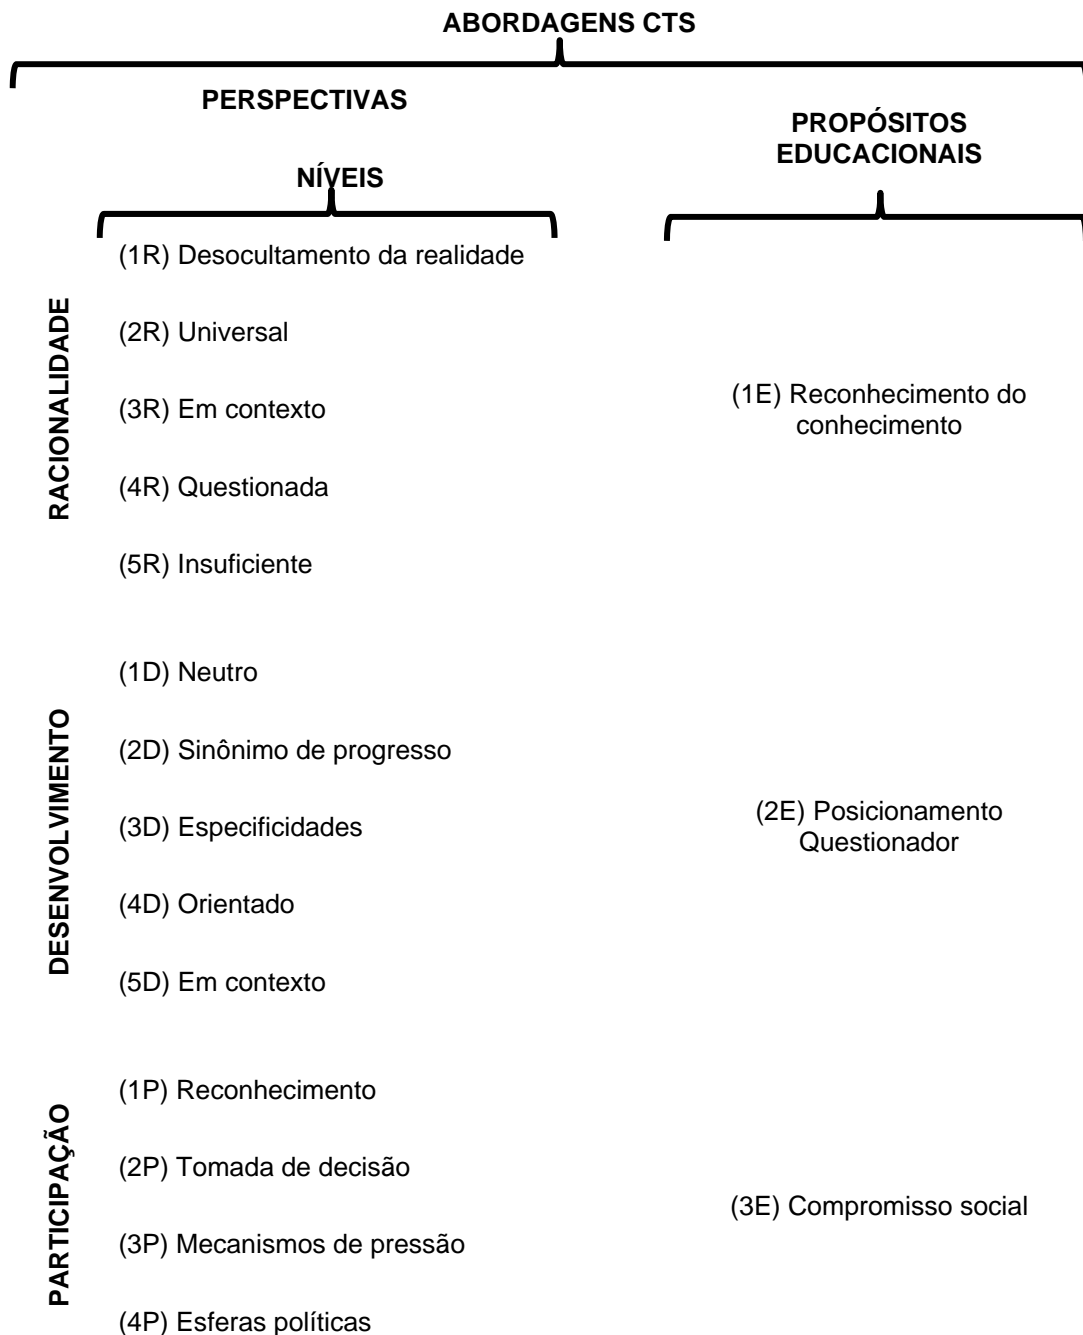 ABORDAGENS CTS
PERSPECTIVAS
PROPÓSITOS
EDUCACIONAIS
NÍVEIS
RACIONALIDADE
(1R) Desocultamento da realidade
(2R) Universal
(3R) Em contexto
(4R) Questionada
(5R) Insuficiente
(1E) Reconhecimento do
conhecimento
DESENVOLVIMENTO
(1D) Neutro
(2D) Sinônimo de progresso
(3D) Especificidades
(4D) Orientado
(5D) Em contexto
(2E) Posicionamento
Questionador
PARTICIPAÇÃO
(1P) Reconhecimento
(2P) Tomada de decisão
(3P) Mecanismos de pressão
(4P) Esferas políticas
(3E) Compromisso social